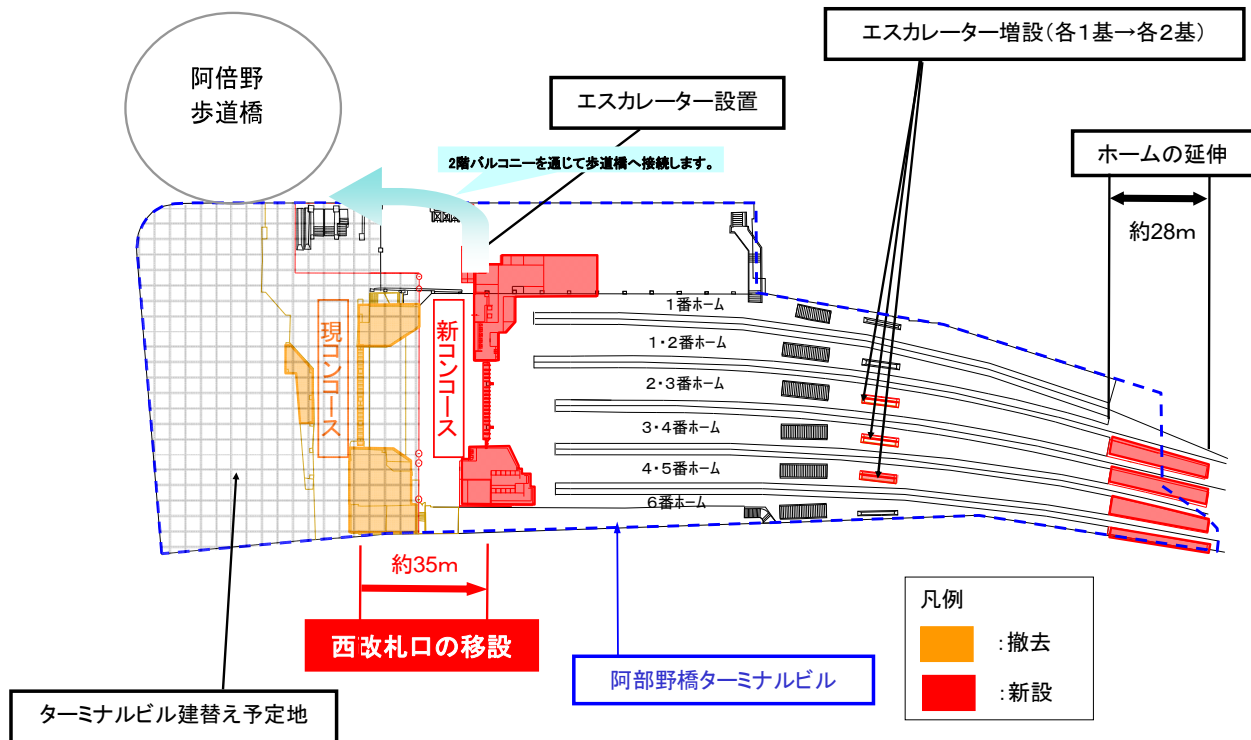 エスカレーター増設(各1基→各2基)
阿倍野
歩道橋
エスカレーター設置
ホームの延伸
2階バルコニーを通じて歩道橋へ接続します。
約28m
現コンコース
新コンコース
1番ホーム
1・2番ホーム
2・3番ホーム
3・4番ホーム
4・5番ホーム
6番ホーム
約35m
西改札口の移設
阿部野橋ターミナルビル
ターミナルビル建替え予定地
凡例
:撤去
:新設